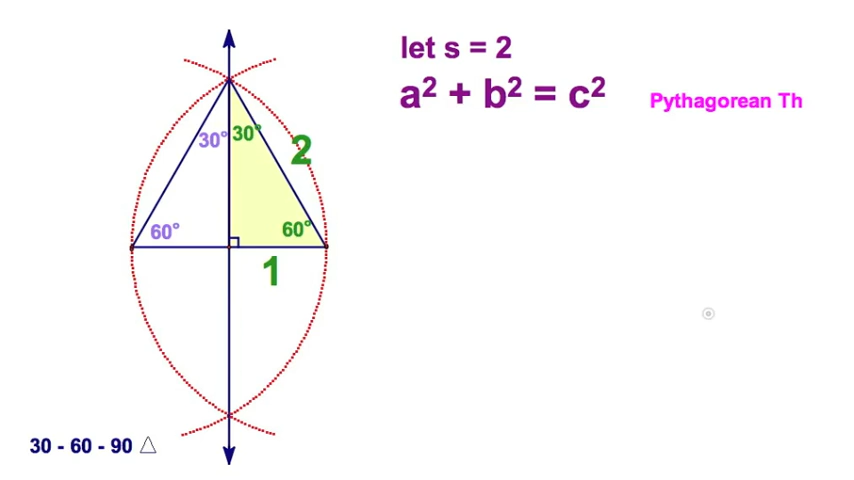 let s = 2
a² + b² = c²
Pythagorean Th
30° 30°
2
60° 60°
1
30 - 60 - 90 △